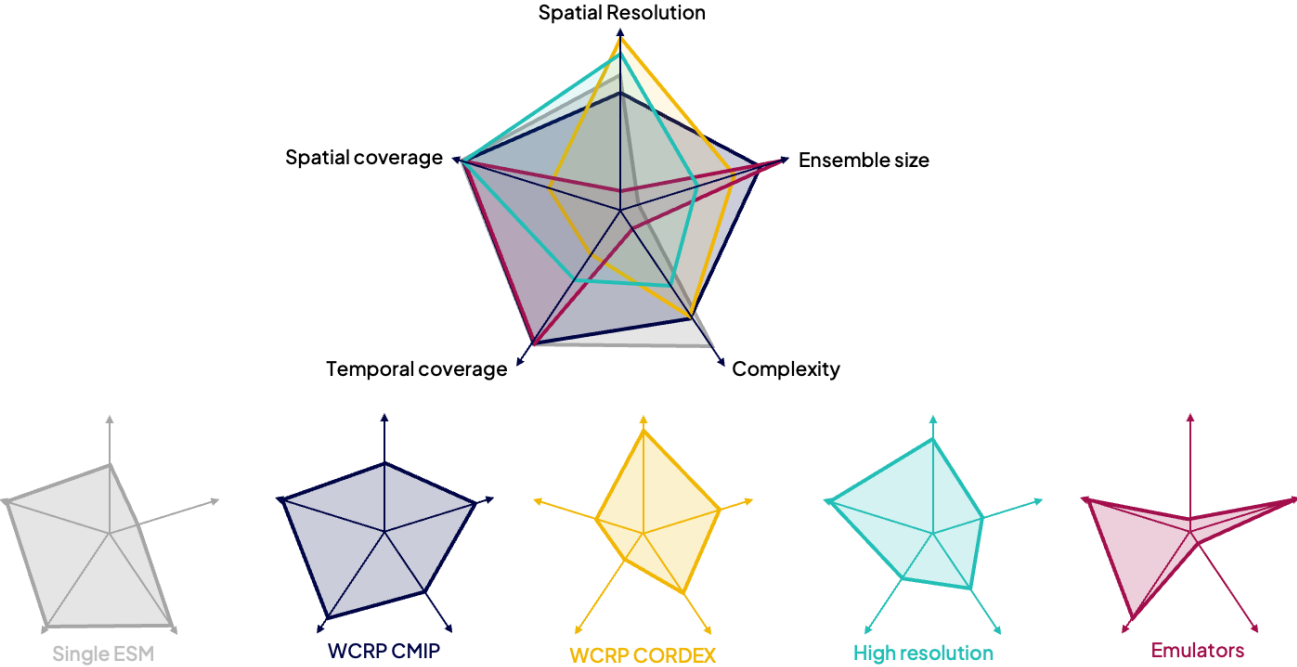 Spatial Resolution
Spatial coverage
Ensemble size
Temporal coverage
Complexity
Single ESM
WCRP CMIP
WCRP CORDEX
High resolution
Emulators